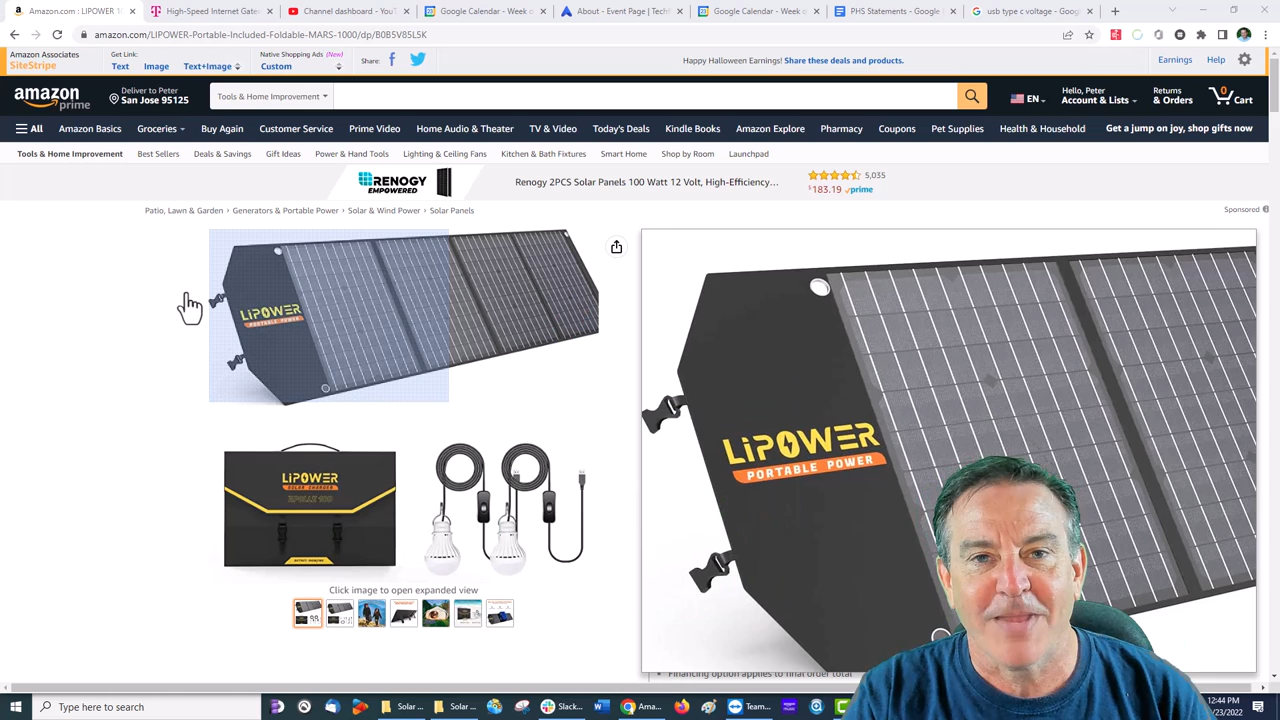 Amazon.com : LIPOWER 10
High-Speed Internet Gate
Channel dashboard - YouT
Google Calendar - Week o
About - Event Page | Techf
Google Calendar - Week o
PHS Statements - Google
usb type c voltage - Goog
amazon.com/LIPOWER-Portable-Included-Foldable-MARS-1000/dp/B0B5V85L5K
Amazon Associates
SiteStripe
Get Link:
Text Image Text+Image
Native Shopping Ads (New)
Custom
Share:
Happy Halloween Earnings! Share these deals and products.
Earnings Help
amazon prime
Deliver to Peter
San Jose 95125
Tools & Home Improvement
EN
Hello, Peter
Account & Lists
Returns
& Orders
0
Cart
All Amazon Basics Groceries Buy Again Customer Service Prime Video Home Audio & Theater TV & Video Today's Deals Kindle Books Amazon Explore Pharmacy Coupons Pet Supplies Health & Household Get a jump on joy, shop gifts now
Tools & Home Improvement Best Sellers Deals & Savings Gift Ideas Power & Hand Tools Lighting & Ceiling Fans Kitchen & Bath Fixtures Smart Home Shop by Room Launchpad
RENOGY
EMPOWERED
Renogy 2PCS Solar Panels 100 Watt 12 Volt, High-Efficiency…
5,035
$183.19 prime
Patio, Lawn & Garden › Generators & Portable Power › Solar & Wind Power › Solar Panels
Sponsored
LIPOWER
PORTABLE POWER
LIPOWER
PORTABLE POWER
LIPOWER
SOLAR CHARGER
Click image to open expanded view
Financing option applies to final order total
Type here to search
Solar ...
Solar ...
Slack...
Ama...
Team...
12:44 PM
/23/2022